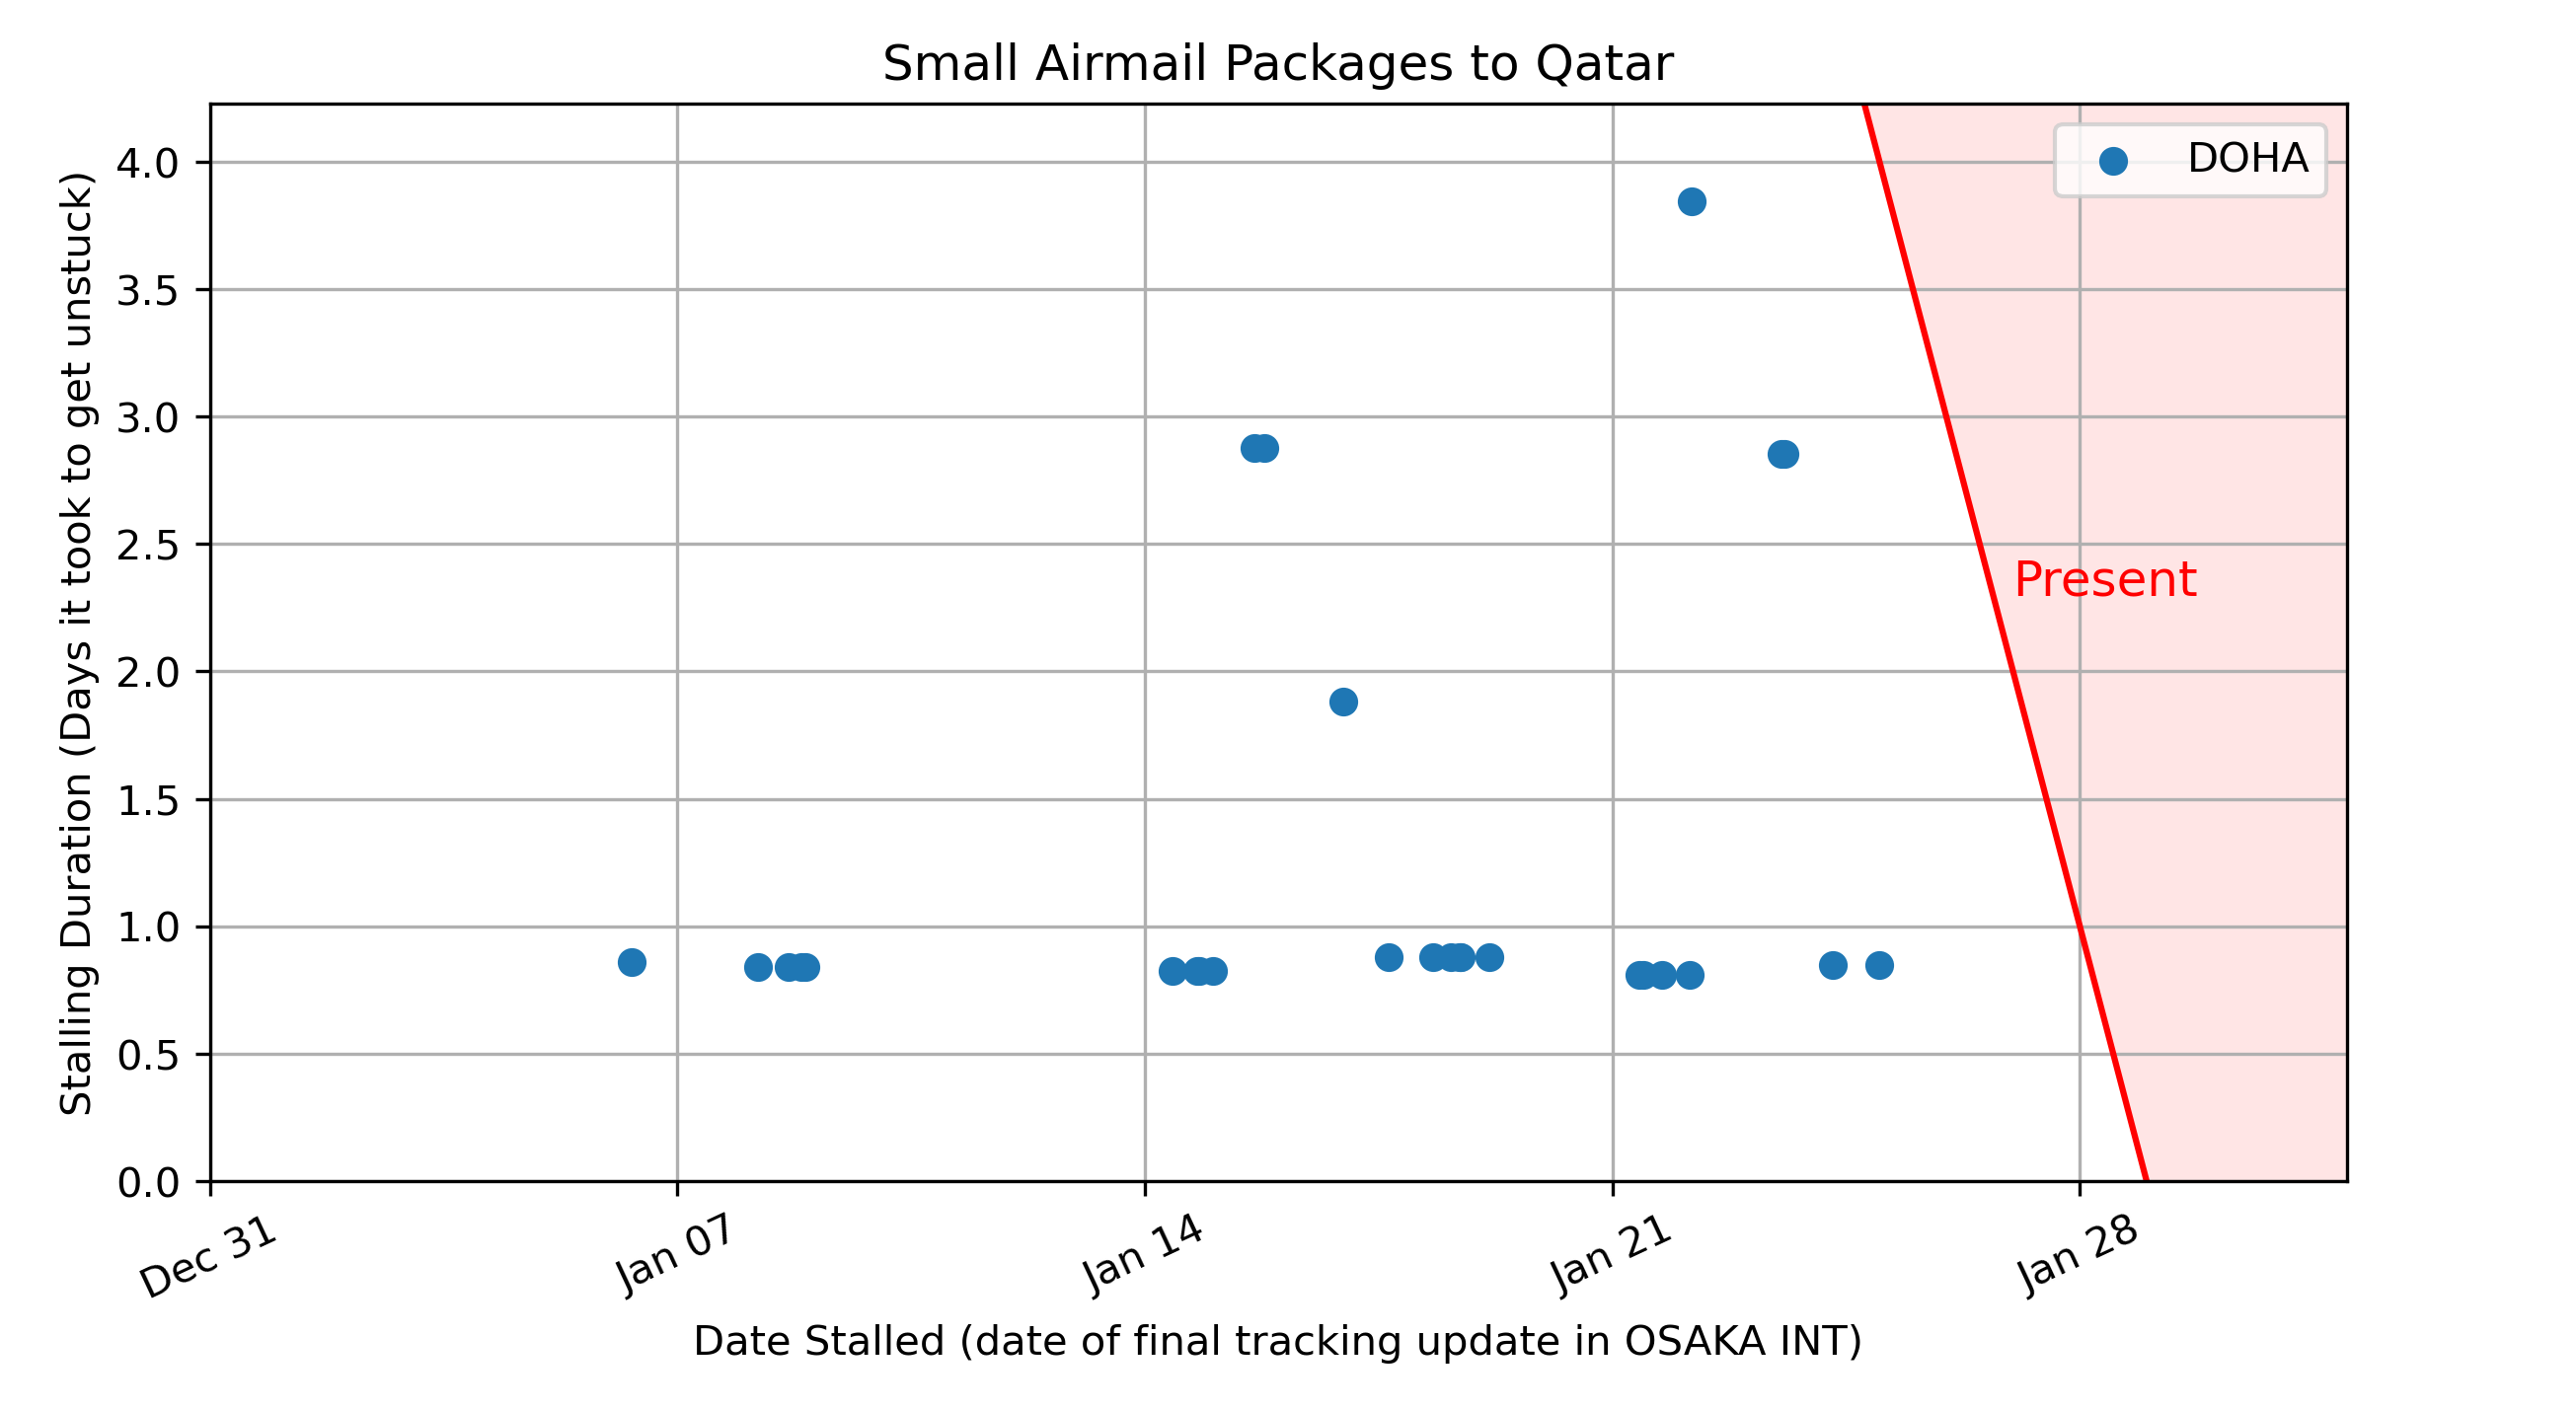 Small Airmail Packages to Qatar
DOHA
Present
Stalling Duration (Days it took to get unstuck)
4.0
3.5
3.0
2.5
2.0
1.5
1.0
0.5
0.0
Dec 31
Jan 07
Jan 14
Jan 21
Jan 28
Date Stalled (date of final tracking update in OSAKA INT)